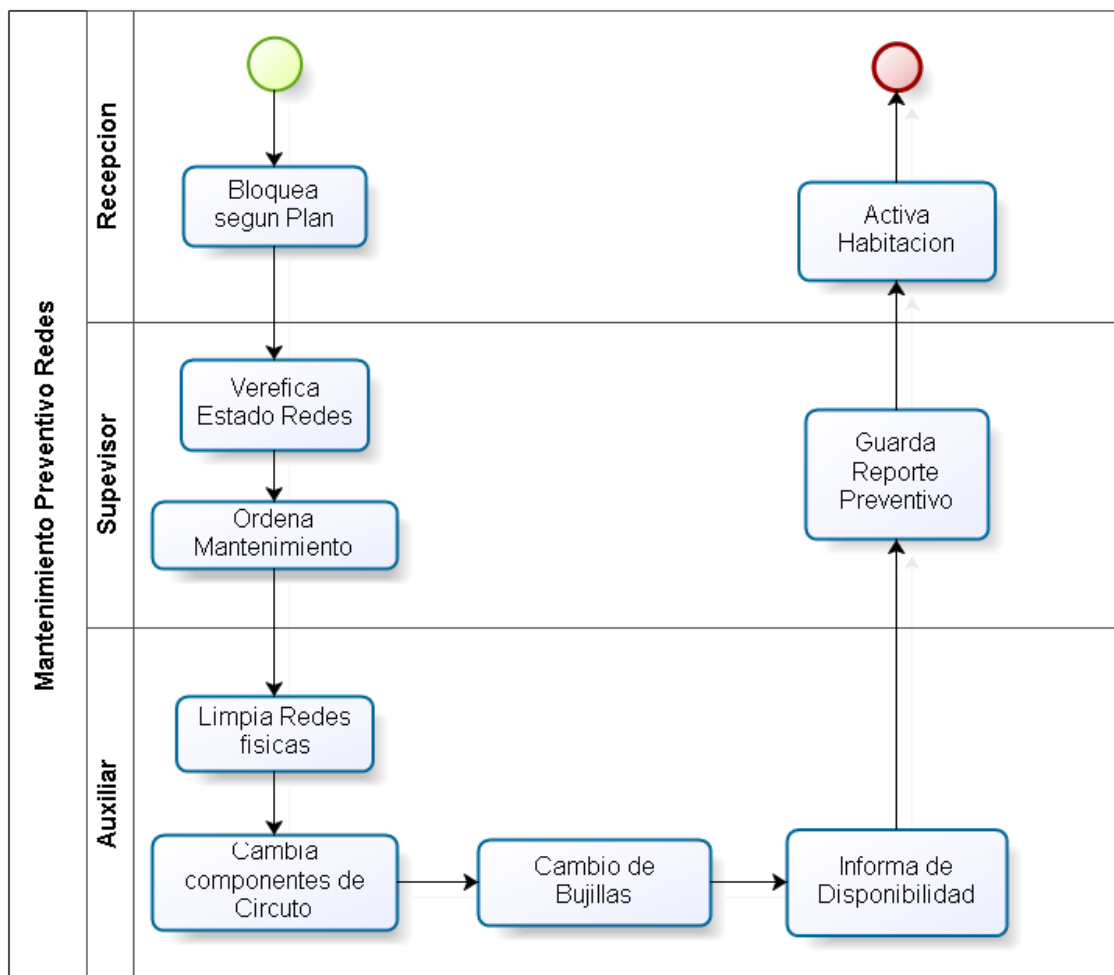 Mantenimiento Preventivo Redes
Recepcion
Bloquea
segun Plan
Activa
Habitacion
Supevisor
Verefica
Estado Redes
Ordena
Mantenimiento
Guarda
Reporte
Preventivo
Auxiliar
Limpia Redes
fisicas
Cambia
componentes de
Circuto
Cambio de
Bujillas
Informa de
Disponibilidad